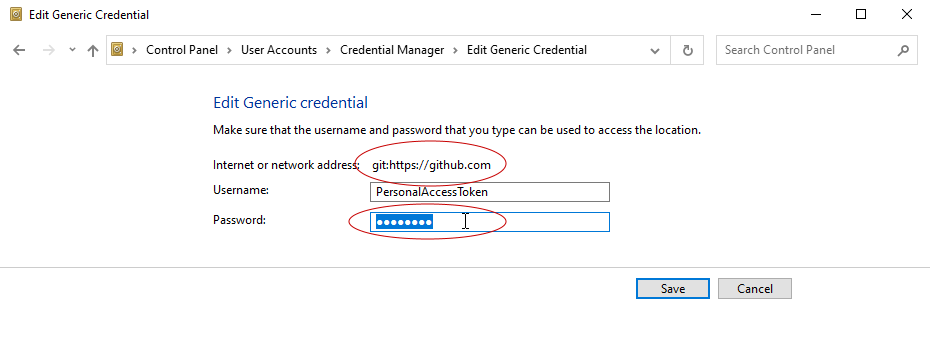 Edit Generic Credential
Control Panel > User Accounts > Credential Manager > Edit Generic Credential
Search Control Panel
Edit Generic credential
Make sure that the username and password that you type can be used to access the location.
Internet or network address: git:https://github.com
Username: PersonalAccessToken
Password: ●●●●●●●●
Save Cancel